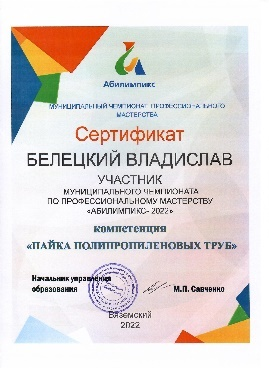 Абилимпикс
МУНИЦИПАЛЬНЫЙ ЧЕМПИОНАТ ПРОФЕССИОНАЛЬНОГО
МАСТЕРСТВА
Сертификат
БЕЛЕЦКИЙ ВЛАДИСЛАВ
УЧАСТНИК
МУНИЦИПАЛЬНОГО ЧЕМПИОНАТА
ПО ПРОФЕССИОНАЛЬНОМУ МАСТЕРСТВУ
«АБИЛИМПИКС- 2022»
компетенция
«ПАЙКА ПОЛИПРОПИЛЕНОВЫХ ТРУБ»
Начальник управления
образования
М.П. Савченко
Вяземский
2022